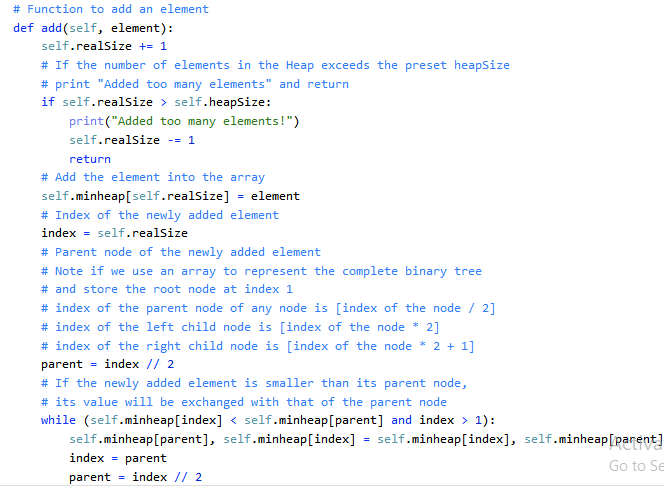 # Function to add an element
def add(self, element):
    self.realSize += 1
    # If the number of elements in the Heap exceeds the preset heapSize
    # print "Added too many elements" and return
    if self.realSize > self.heapSize:
        print("Added too many elements!")
        self.realSize -= 1
        return
    # Add the element into the array
    self.minheap[self.realSize] = element
    # Index of the newly added element
    index = self.realSize
    # Parent node of the newly added element
    # Note if we use an array to represent the complete binary tree
    # and store the root node at index 1
    # index of the parent node of any node is [index of the node / 2]
    # index of the left child node is [index of the node * 2]
    # index of the right child node is [index of the node * 2 + 1]
    parent = index // 2
    # If the newly added element is smaller than its parent node,
    # its value will be exchanged with that of the parent node
    while (self.minheap[index] < self.minheap[parent] and index > 1):
        self.minheap[parent], self.minheap[index] = self.minheap[index], self.minheap[parent]
        index = parent
        parent = index // 2
Activa
Go to Se